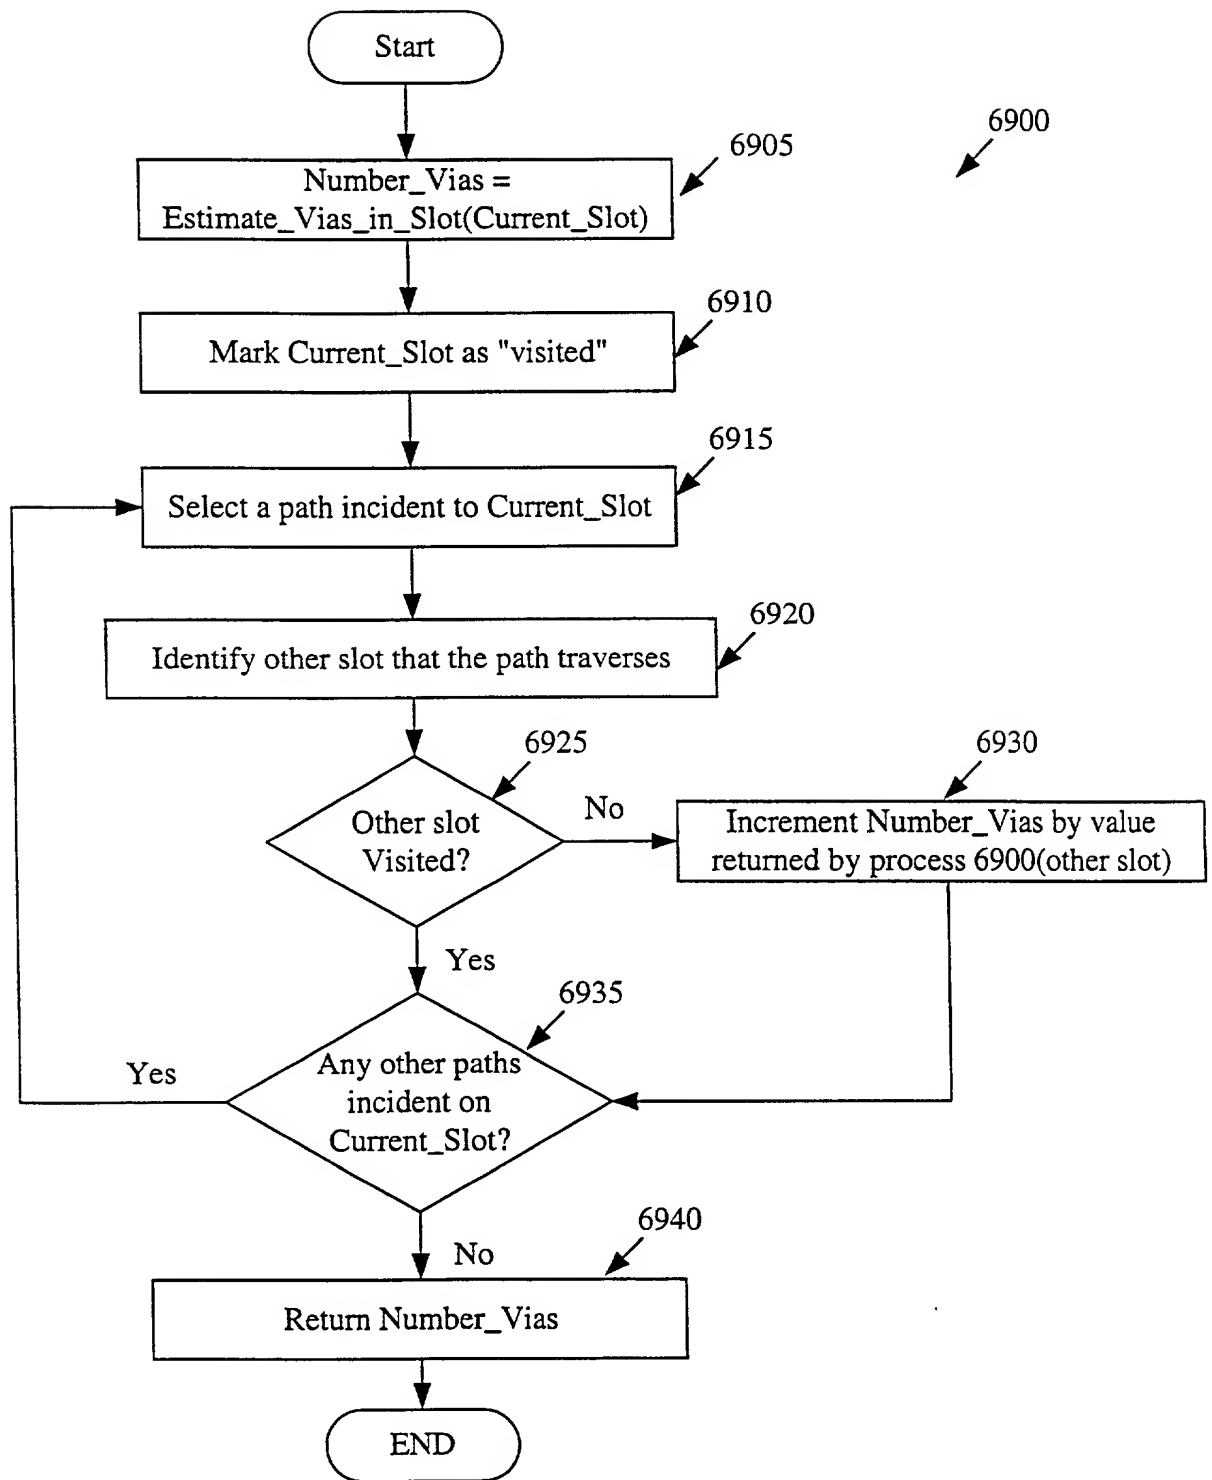 Start
6900
6905
Number_Vias =
Estimate_Vias_in_Slot(Current_Slot)
6910
Mark Current_Slot as "visited"
6915
Select a path incident to Current_Slot
6920
Identify other slot that the path traverses
6925
Other slot
Visited?
No
6930
Increment Number_Vias by value
returned by process 6900(other slot)
Yes
6935
Any other paths
incident on
Current_Slot?
Yes
No
6940
Return Number_Vias
END